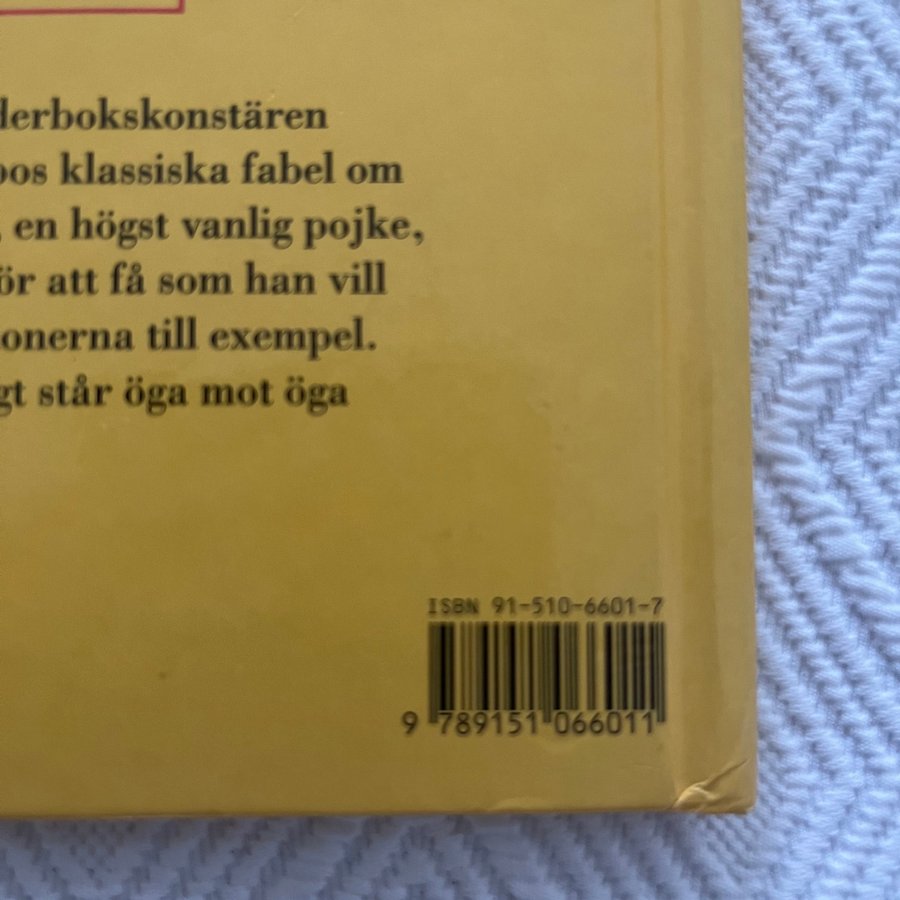 derbokskonstären
pos klassiska fabel om
, en högst vanlig pojke,
ör att få som han vill
onerna till exempel.
gt står öga mot öga
ISBN 91-510-6601-7
9 789151 066011